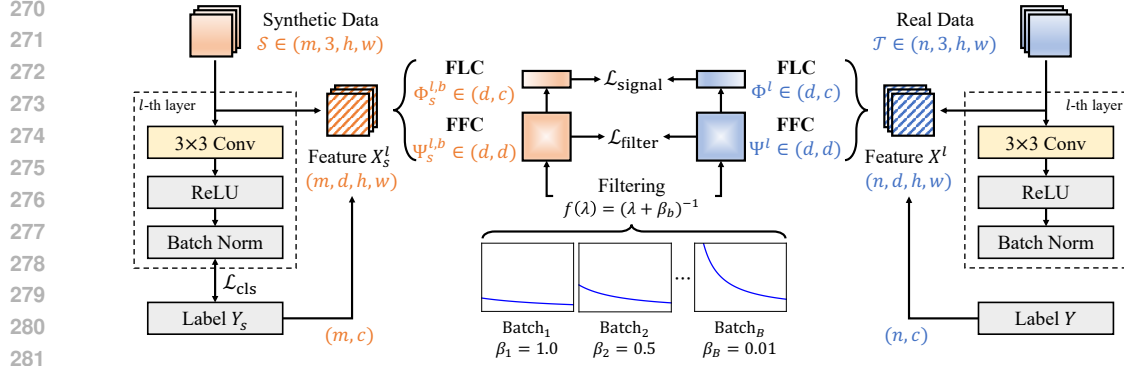 270
271
272
273
274
275
276
277
278
279
280
281
Synthetic Data
𝒮 ∈ (m, 3, h, w)
l-th layer
3×3 Conv
ReLU
Batch Norm
ℒ_cls
Label Y_s
Feature X_s^l
(m, d, h, w)
(m, c)
FLC
Φ_s^{l,b} ∈ (d, c)
FFC
Ψ_s^{l,b} ∈ (d, d)
ℒ_signal
ℒ_filter
Filtering
f(λ) = (λ + β_b)^{-1}
...
Batch_1
β_1 = 1.0
Batch_2
β_2 = 0.5
Batch_B
β_B = 0.01
FLC
Φ^l ∈ (d, c)
FFC
Ψ^l ∈ (d, d)
Real Data
𝒯 ∈ (n, 3, h, w)
Feature X^l
(n, d, h, w)
(n, c)
l-th layer
3×3 Conv
ReLU
Batch Norm
Label Y